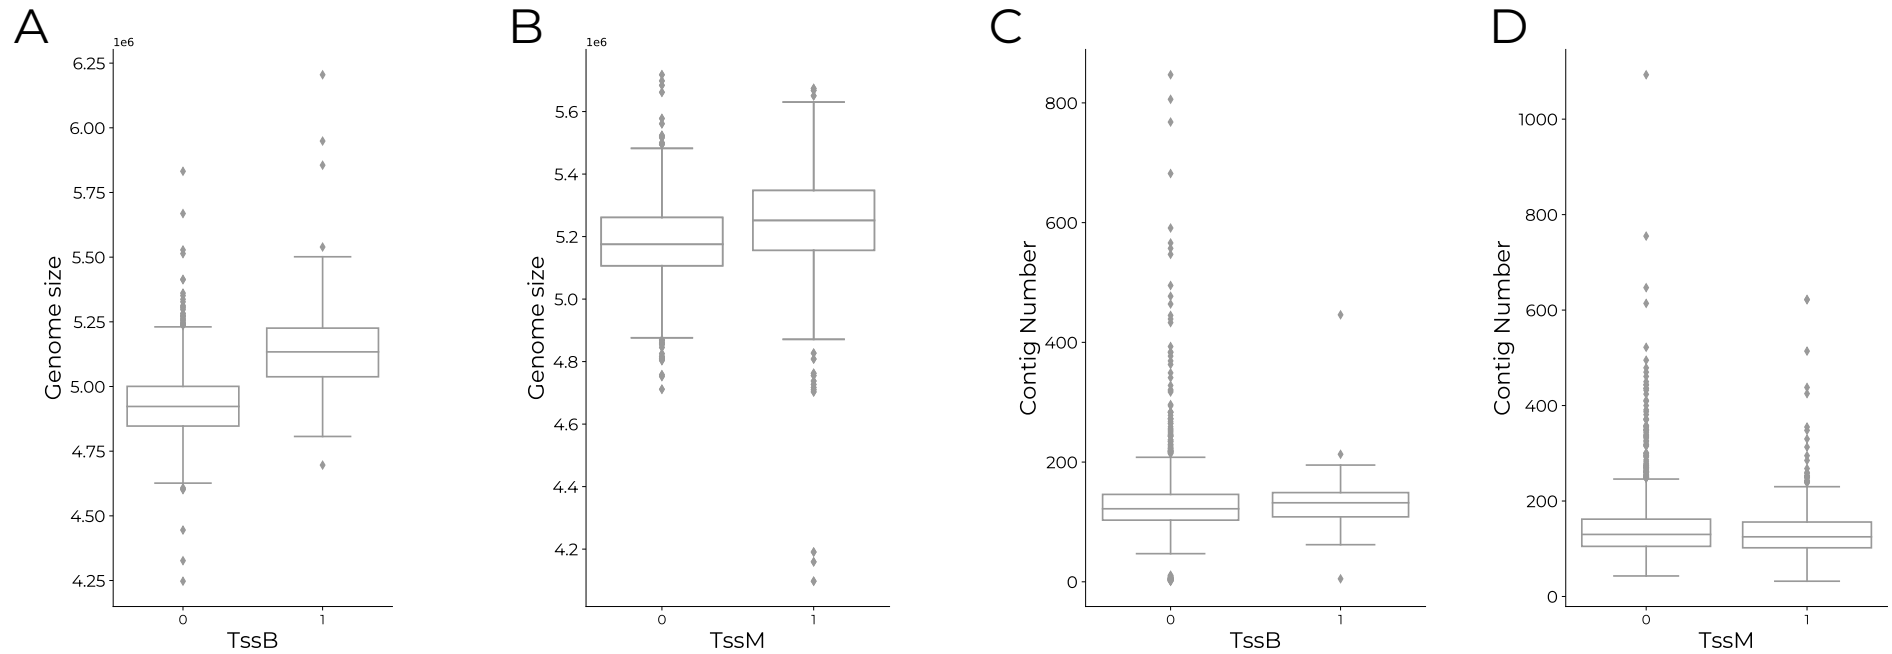 A
1e6
6.25
6.00
5.75
5.50
5.25
5.00
4.75
4.50
4.25
Genome size
0 1
TssB
B
1e6
5.6
5.4
5.2
5.0
4.8
4.6
4.4
4.2
Genome size
0 1
TssM
C
800
600
400
200
0
Contig Number
0 1
TssB
D
1000
800
600
400
200
0
Contig Number
0 1
TssM